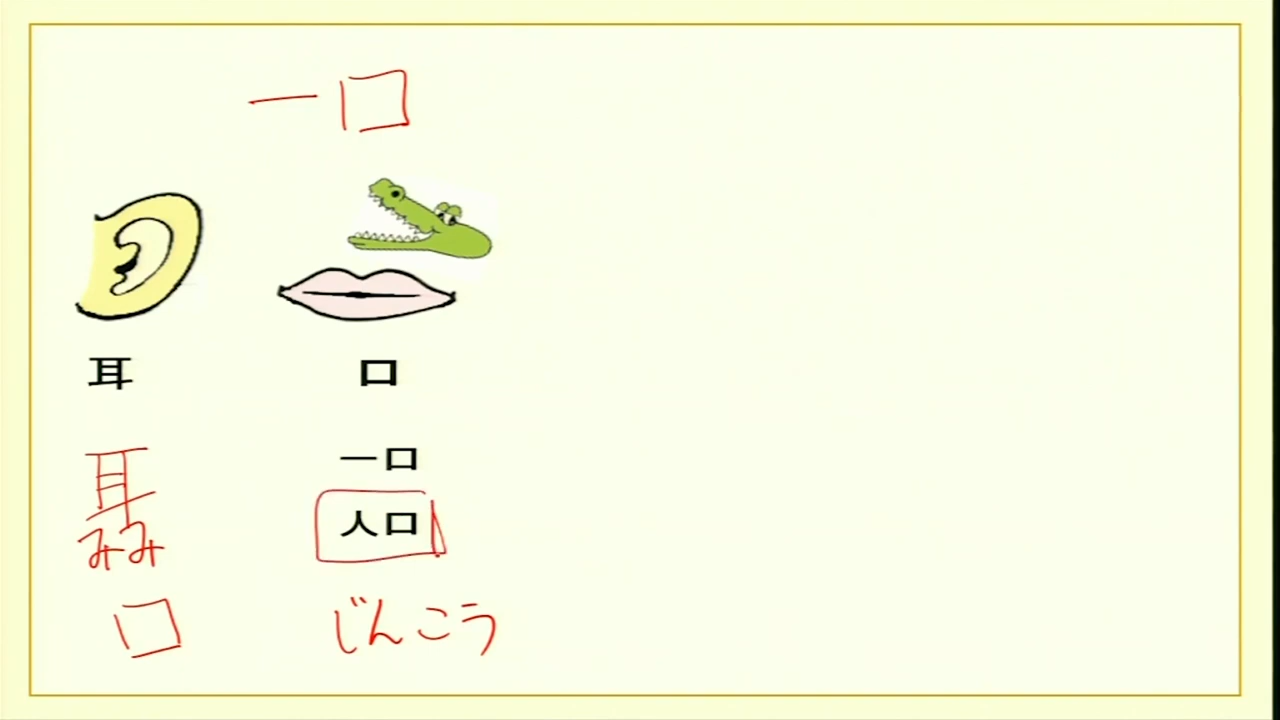 一口
耳 口
耳 一口
みみ 人口
口 じんこう